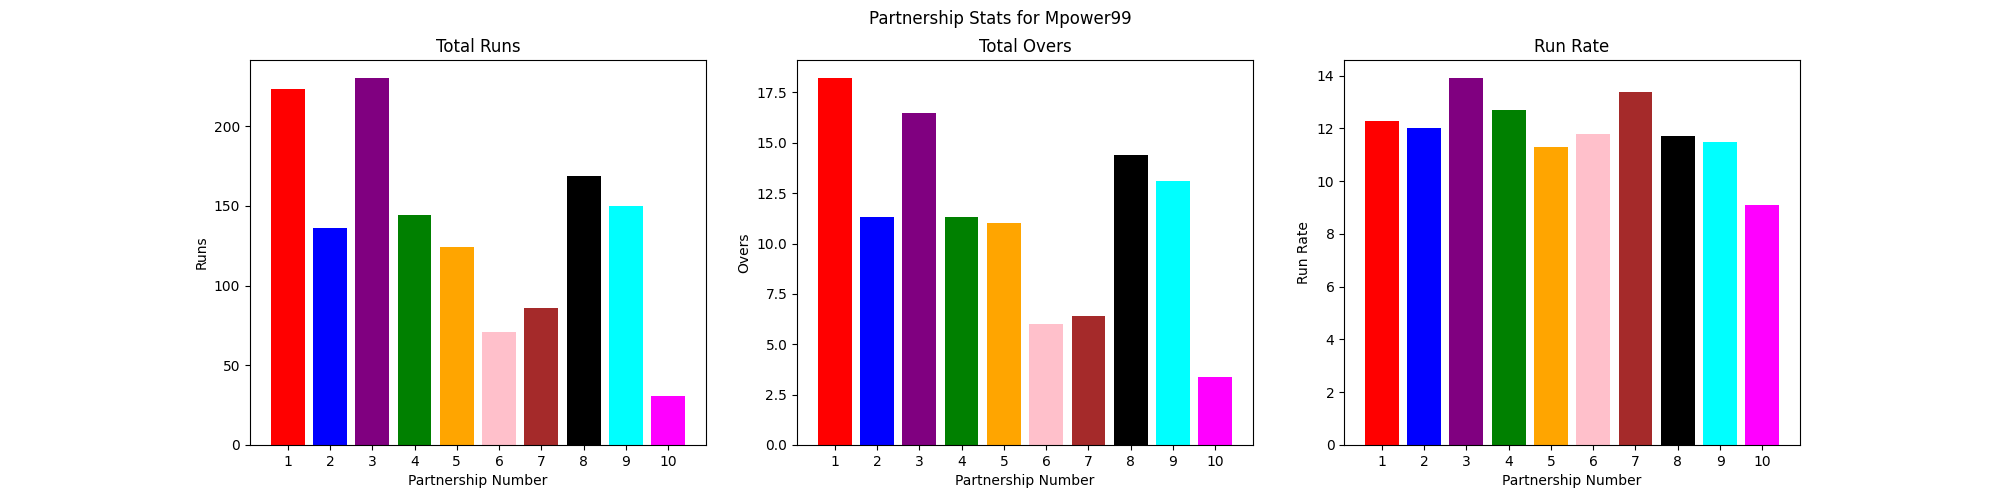 Partnership Stats for Mpower99
Total Runs
Runs
200
150
100
50
0
1 2 3 4 5 6 7 8 9 10
Partnership Number
Total Overs
Overs
17.5
15.0
12.5
10.0
7.5
5.0
2.5
0.0
1 2 3 4 5 6 7 8 9 10
Partnership Number
Run Rate
Run Rate
14
12
10
8
6
4
2
0
1 2 3 4 5 6 7 8 9 10
Partnership Number